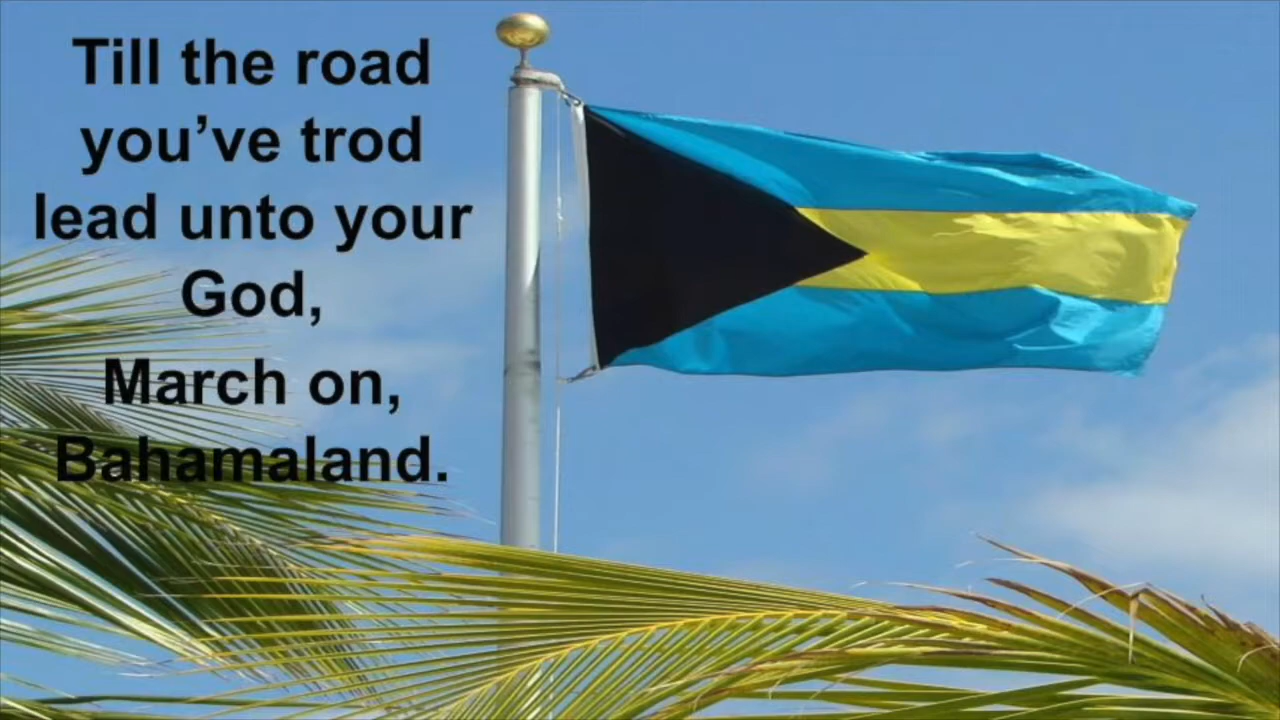 Till the road
you’ve trod
lead unto your
God,
March on,
Bahamaland.